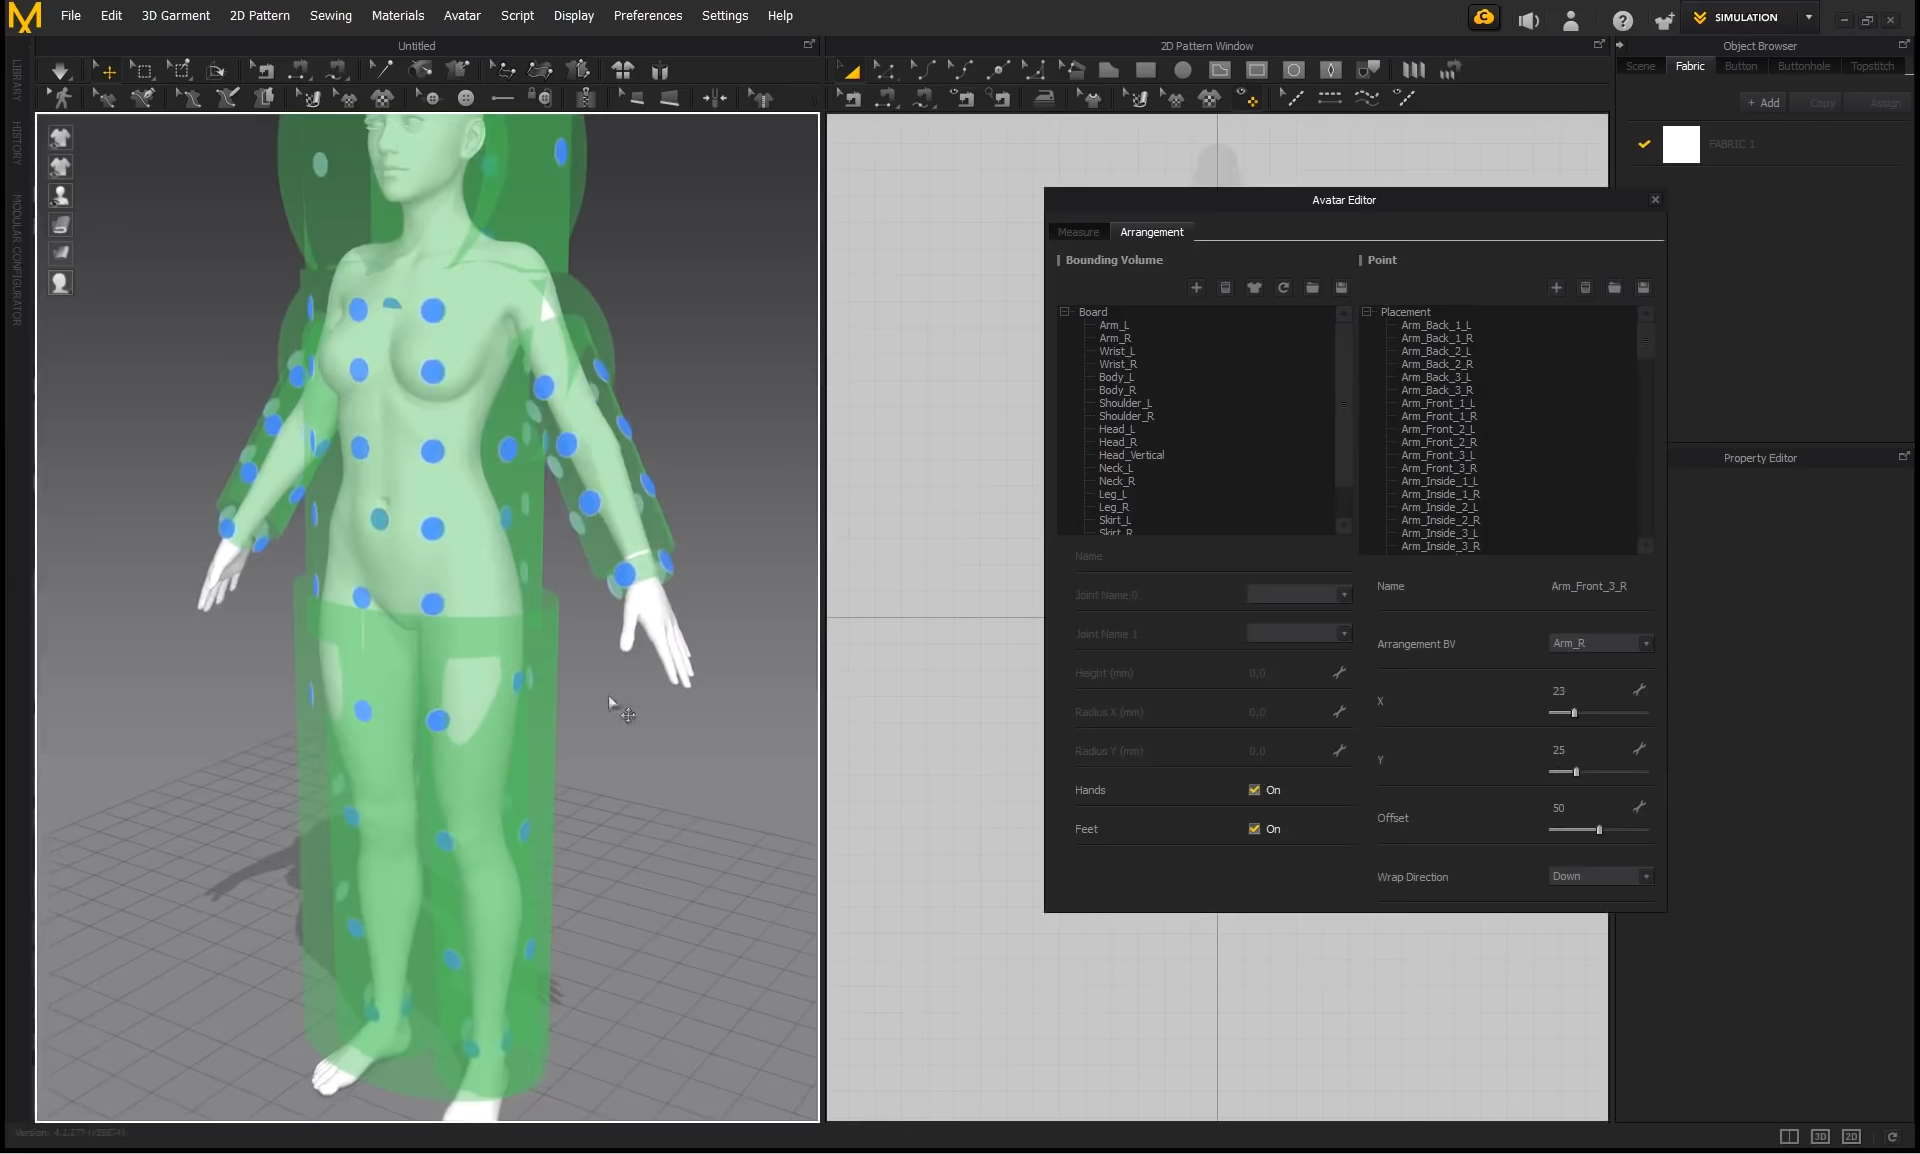 File Edit 3D Garment 2D Pattern Sewing Materials Avatar Script Display Preferences Settings Help
SIMULATION
Untitled
2D Pattern Window
Object Browser
Scene Fabric Button Buttonhole Topstitch
+ Add Copy Assign
FABRIC 1
LIBRARY
HISTORY
MODULAR CONFIGURATOR
Property Editor
Avatar Editor
Measure Arrangement
Bounding Volume
Board
Arm_L
Arm_R
Wrist_L
Wrist_R
Body_L
Body_R
Shoulder_L
Shoulder_R
Head_L
Head_R
Head_Vertical
Neck_L
Neck_R
Leg_L
Leg_R
Skirt_L
Skirt_R
Name
Joint Name 0
Joint Name 1
Height (mm) 0,0
Radius X (mm) 0,0
Radius Y (mm) 0.0
Hands On
Feet On
Point
Placement
Arm_Back_1_L
Arm_Back_1_R
Arm_Back_2_L
Arm_Back_2_R
Arm_Back_3_L
Arm_Back_3_R
Arm_Front_1_L
Arm_Front_1_R
Arm_Front_2_L
Arm_Front_2_R
Arm_Front_3_L
Arm_Front_3_R
Arm_Inside_1_L
Arm_Inside_1_R
Arm_Inside_2_L
Arm_Inside_2_R
Arm_Inside_3_L
Arm_Inside_3_R
Name Arm_Front_3_R
Arrangement BV Arm_R
X 23
Y 25
Offset 50
Wrap Direction Down
3D 2D